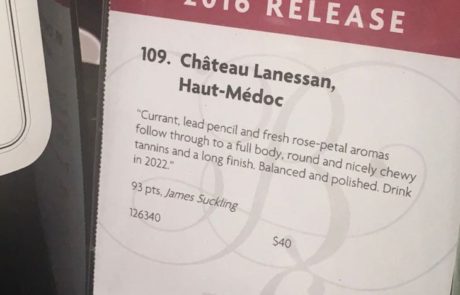 2016 RELEASE
109. Château Lanessan,
Haut-Médoc
"Currant, lead pencil and fresh rose-petal aromas
follow through to a full body, round and nicely chewy
tannins and a long finish. Balanced and polished. Drink
in 2022."
93 pts, James Suckling
126340
$40